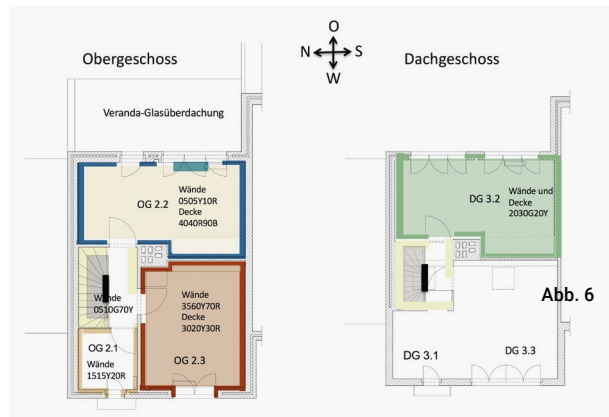 Obergeschoss
O
N
S
W
Dachgeschoss
Veranda-Glasüberdachung
OG 2.2
Wände
0505Y10R
Decke
4040R90B
Wände
0510G70Y
OG 2.1
Wände
1515Y20R
Wände
3560Y70R
Decke
3020Y30R
OG 2.3
DG 3.2
Wände und
Decke
2030G20Y
DG 3.1
DG 3.3
Abb. 6